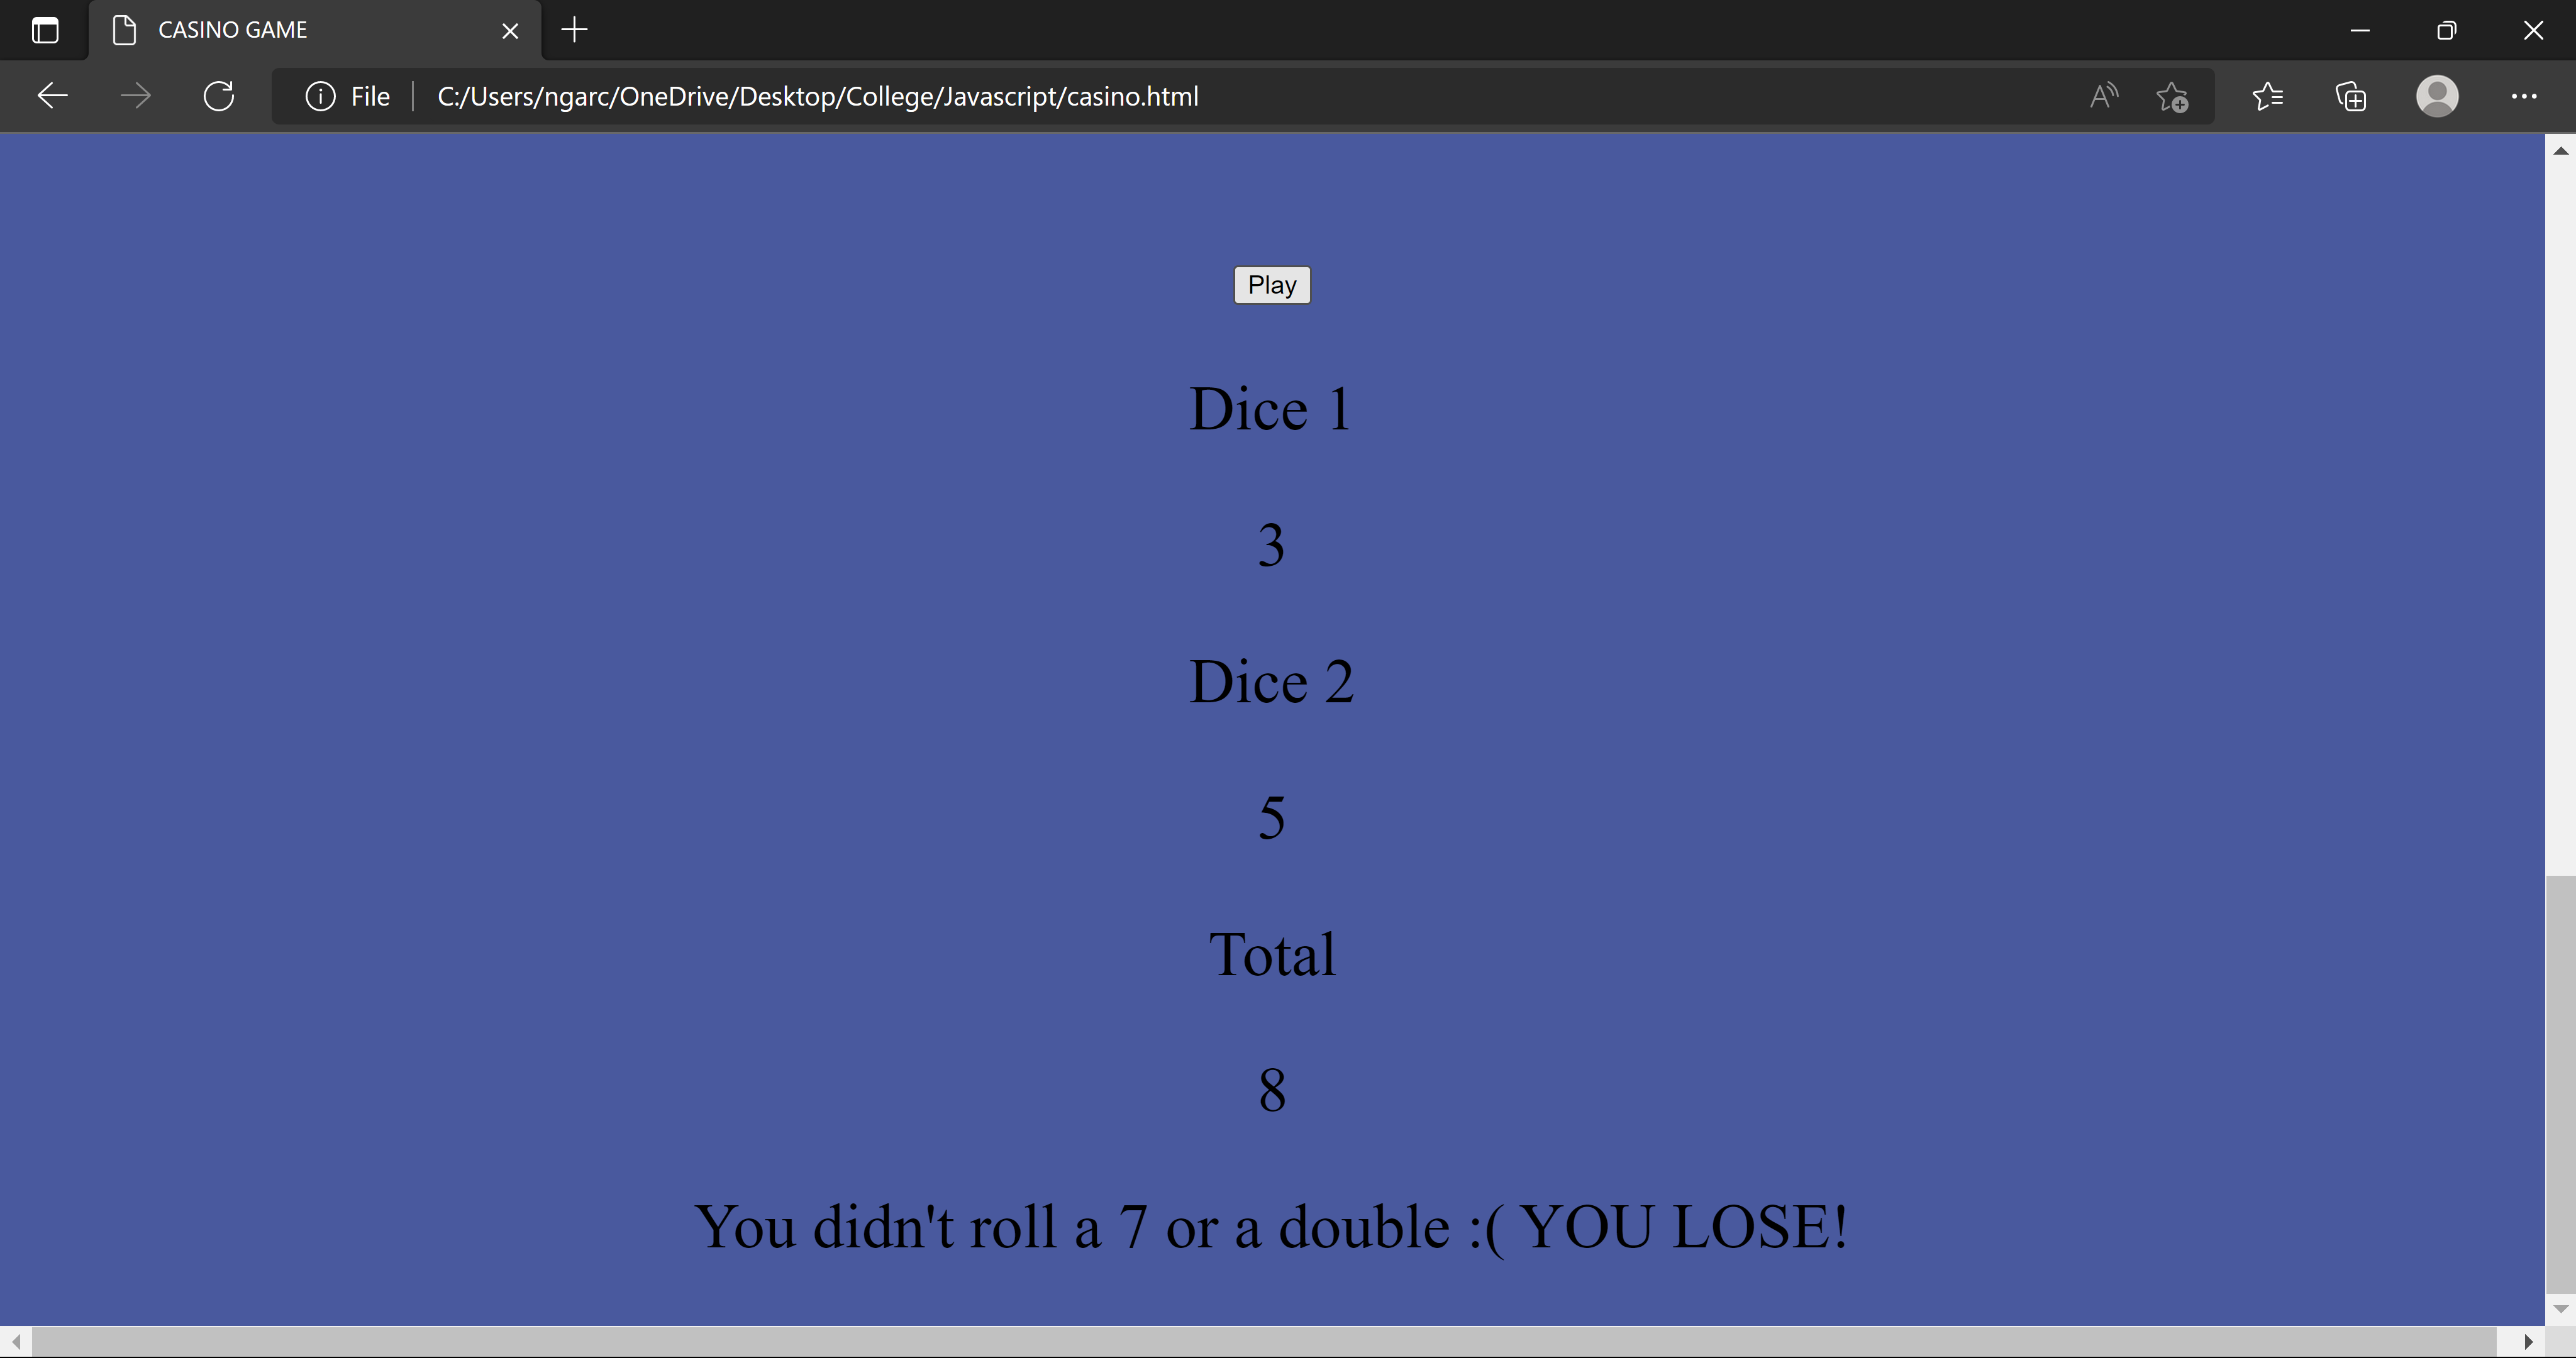 CASINO GAME
File C:/Users/ngarc/OneDrive/Desktop/College/Javascript/casino.html
Play
Dice 1
3
Dice 2
5
Total
8
You didn't roll a 7 or a double :( YOU LOSE!